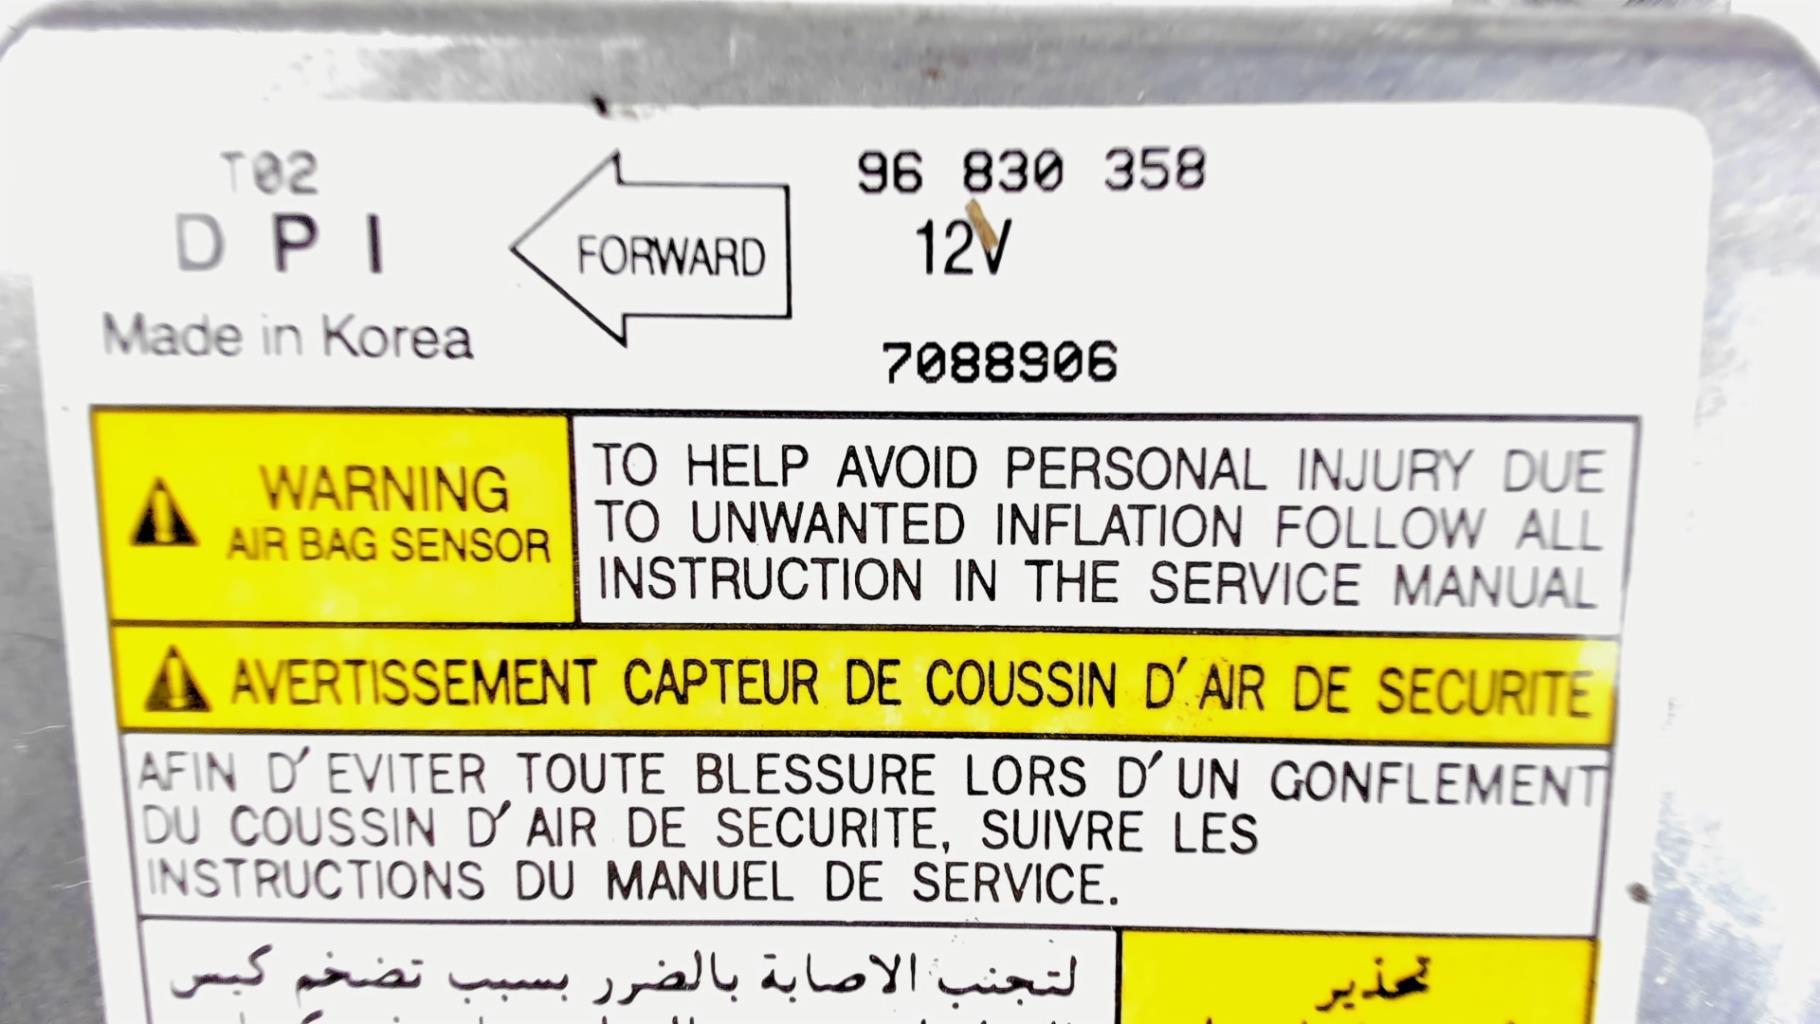 T02
D P I
Made in Korea
FORWARD
96 830 358
12V
7088906
WARNING
AIR BAG SENSOR
TO HELP AVOID PERSONAL INJURY DUE
TO UNWANTED INFLATION FOLLOW ALL
INSTRUCTION IN THE SERVICE MANUAL
AVERTISSEMENT CAPTEUR DE COUSSIN D'AIR DE SECURITE
AFIN D'EVITER TOUTE BLESSURE LORS D'UN GONFLEMENT
DU COUSSIN D'AIR DE SECURITE, SUIVRE LES
INSTRUCTIONS DU MANUEL DE SERVICE.
تحذير
لتجنب الاصابة بالضرر بسبب تضخم كيس